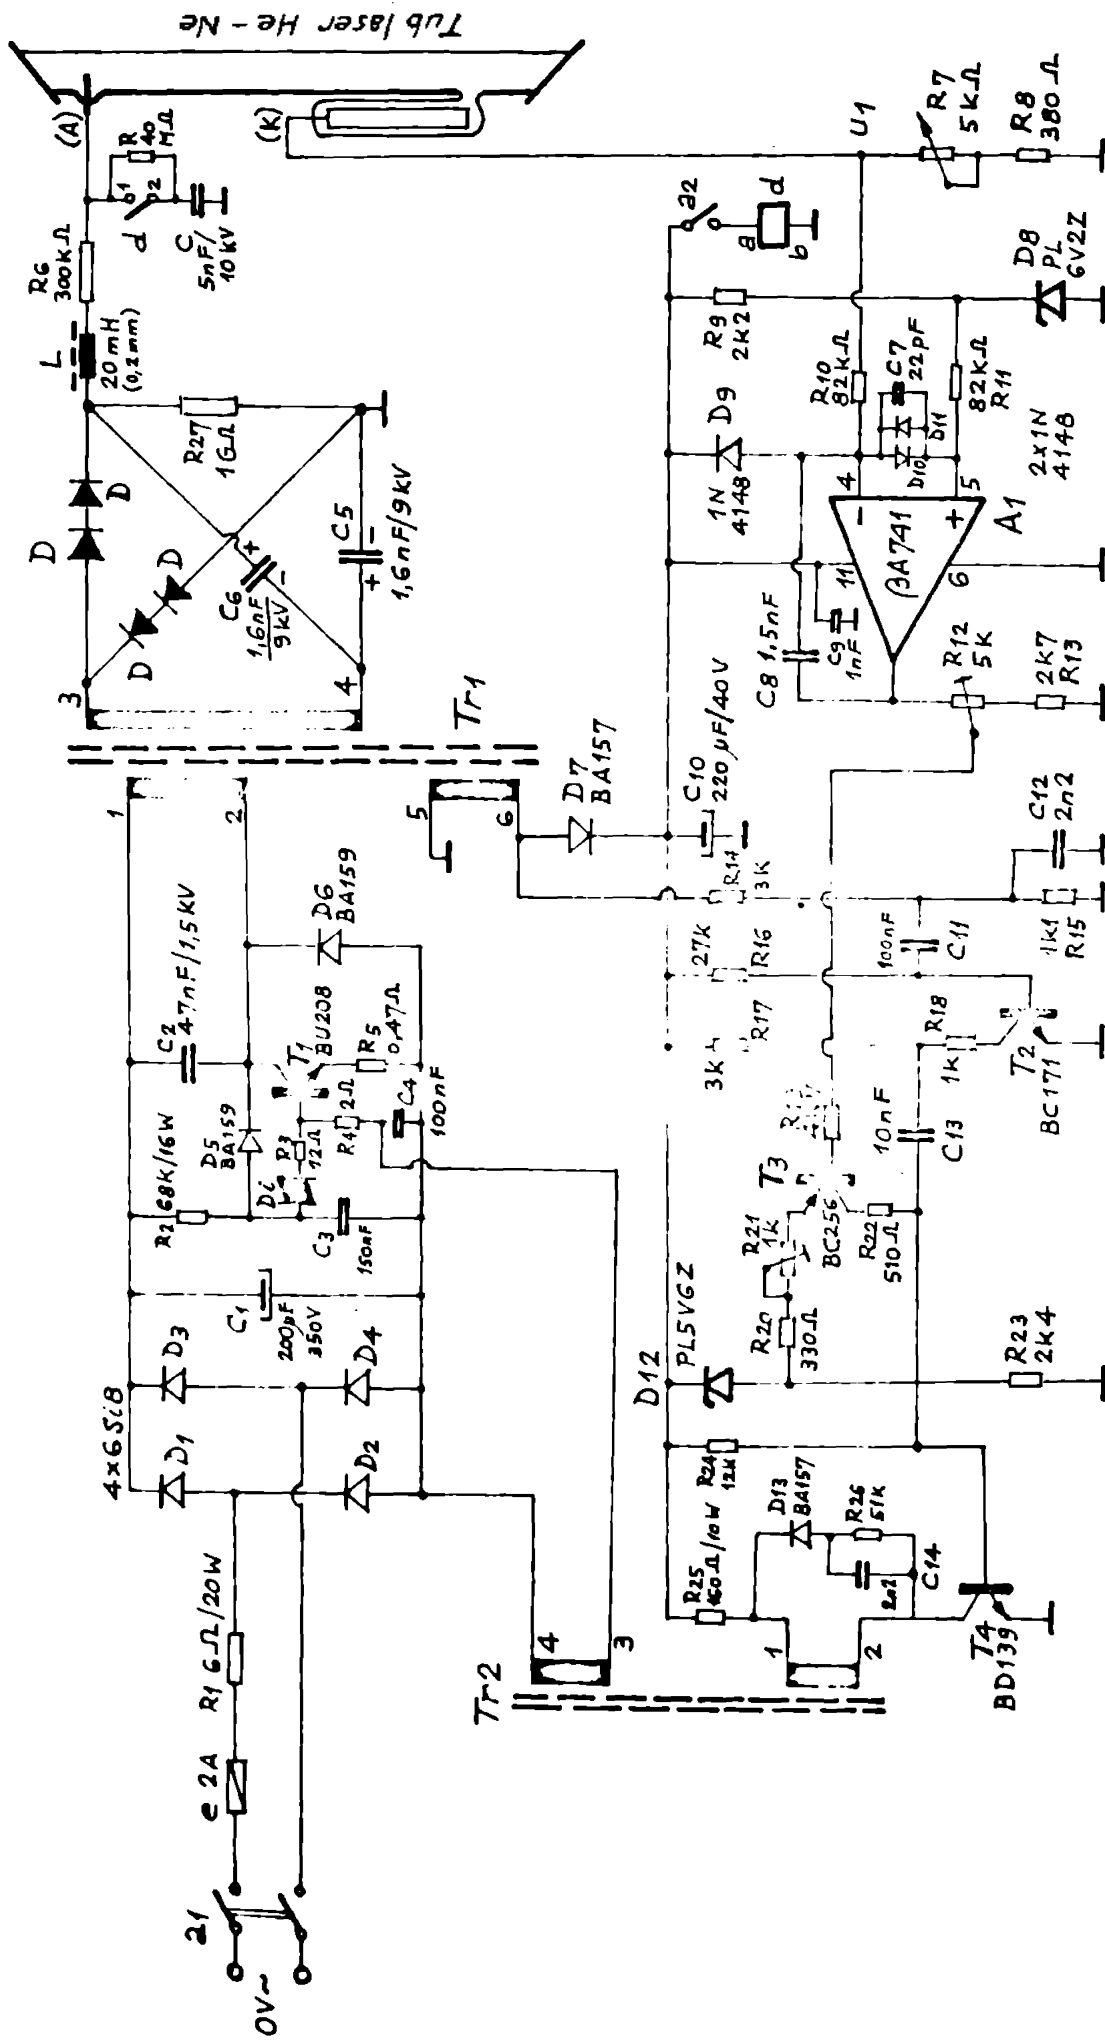 0V~
a1
e 2A
R1 6Ω/20W
4x6Si8
D1
D3
D2
D4
C1
200µF/
350V
R2 68K/16W
D5
BA159
C2
47nF/1,5KV
Di
R3
12Ω
C3
150nF
T1
BU208
R4 2Ω
R5
0,47Ω
C4
100nF
D6
BA159
1
2
5
6
Tr1
3
4
D
D
D
D
C6
1,6nF
9kV
+
-
C5
+
-
1,6nF/9kV
R27
1GΩ
L
20mH
(0,2mm)
R6
300kΩ
d
1
2
R
40
MΩ
C
5nF/
10kV
(A)
(K)
Tub laser He-Ne
Tr2
4
3
1
2
R25
160Ω/10W
D13
BA157
R26
51K
2n2
C14
T4
BD139
R24
12K
D12
PL5V6Z
R20
330Ω
R21
1k
T3
BC256
R22
510Ω
R23
2k4
3k
R17
27k
R16
R14
3K
10nF
C13
R18
1k
T2
BC171
100nF
C11
1k1
R15
C12
2n2
D7
BA157
C10
220µF/40V
C8 1,5nF
C9
1nF
R12
5K
2k7
R13
11
6
4
5
-
+
βA741
A1
1N
4148
D9
R10
82kΩ
D10
D11
C7
22pF
82kΩ
R11
2x1N
4148
R9
2k2
a2
a
b
d
D8
PL
6V2Z
U1
R7
5kΩ
R8
380Ω